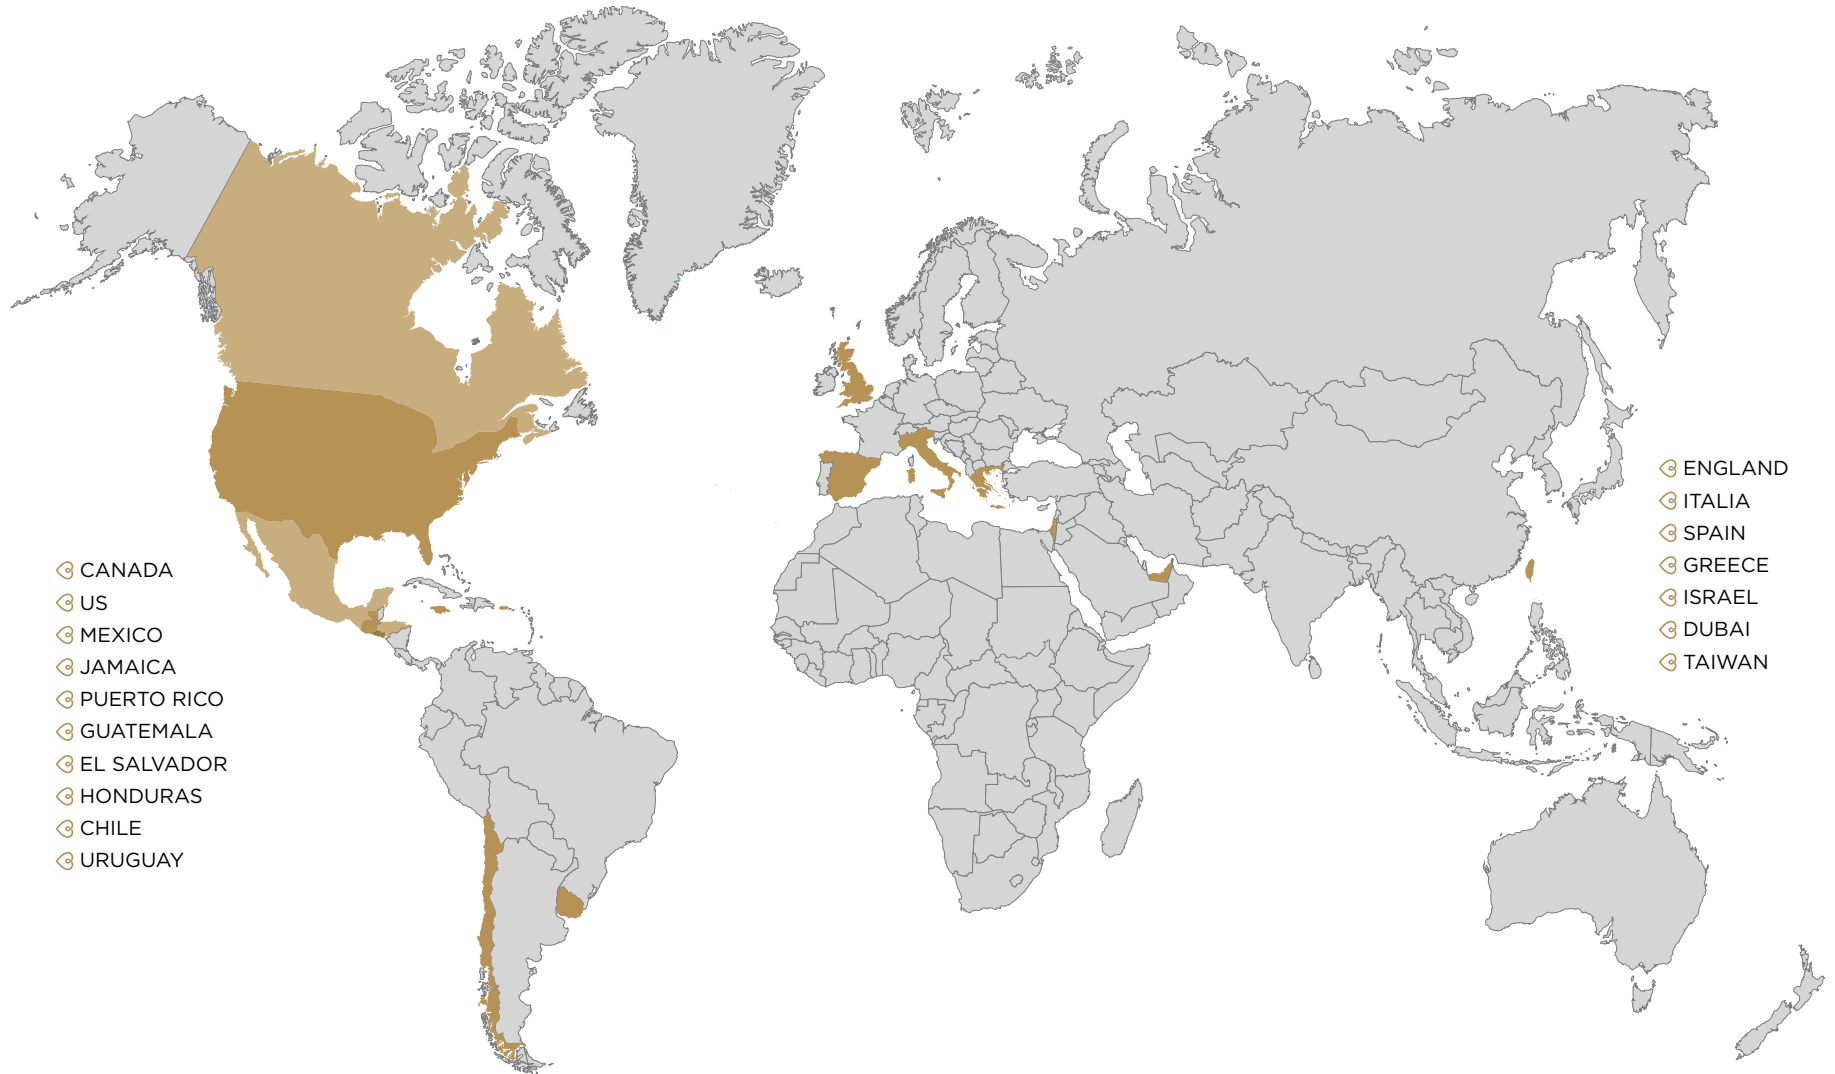 CANADA
US
MEXICO
JAMAICA
PUERTO RICO
GUATEMALA
EL SALVADOR
HONDURAS
CHILE
URUGUAY
ENGLAND
ITALIA
SPAIN
GREECE
ISRAEL
DUBAI
TAIWAN